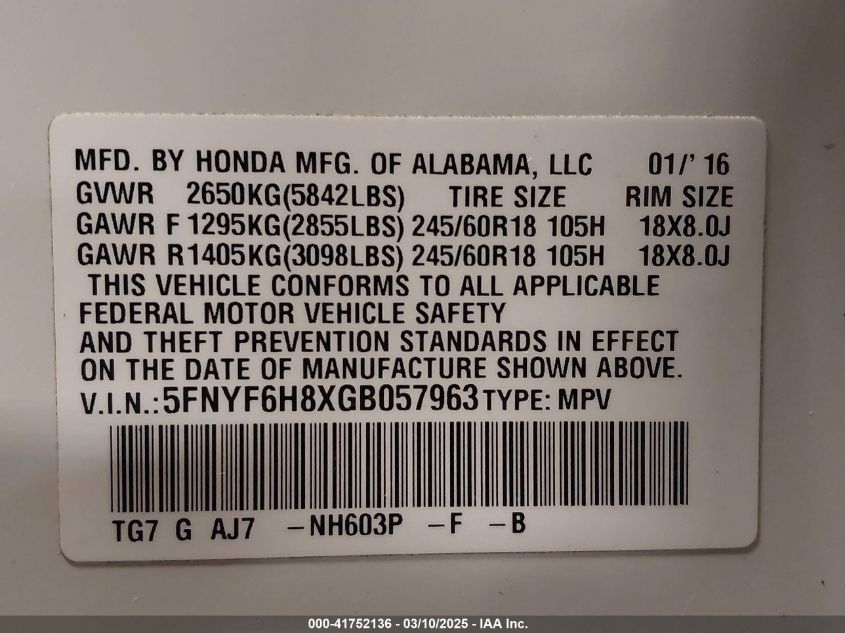 MFD. BY HONDA MFG. OF ALABAMA, LLC 01/' 16
GVWR 2650KG(5842LBS) TIRE SIZE RIM SIZE
GAWR F 1295KG(2855LBS) 245/60R18 105H 18X8.0J
GAWR R1405KG(3098LBS) 245/60R18 105H 18X8.0J
THIS VEHICLE CONFORMS TO ALL APPLICABLE
FEDERAL MOTOR VEHICLE SAFETY
AND THEFT PREVENTION STANDARDS IN EFFECT
ON THE DATE OF MANUFACTURE SHOWN ABOVE.
V.I.N.:5FNYF6H8XGB057963 TYPE: MPV
TG7 G AJ7 -NH603P -F -B
000-41752136 - 03/10/2025 - IAA Inc.